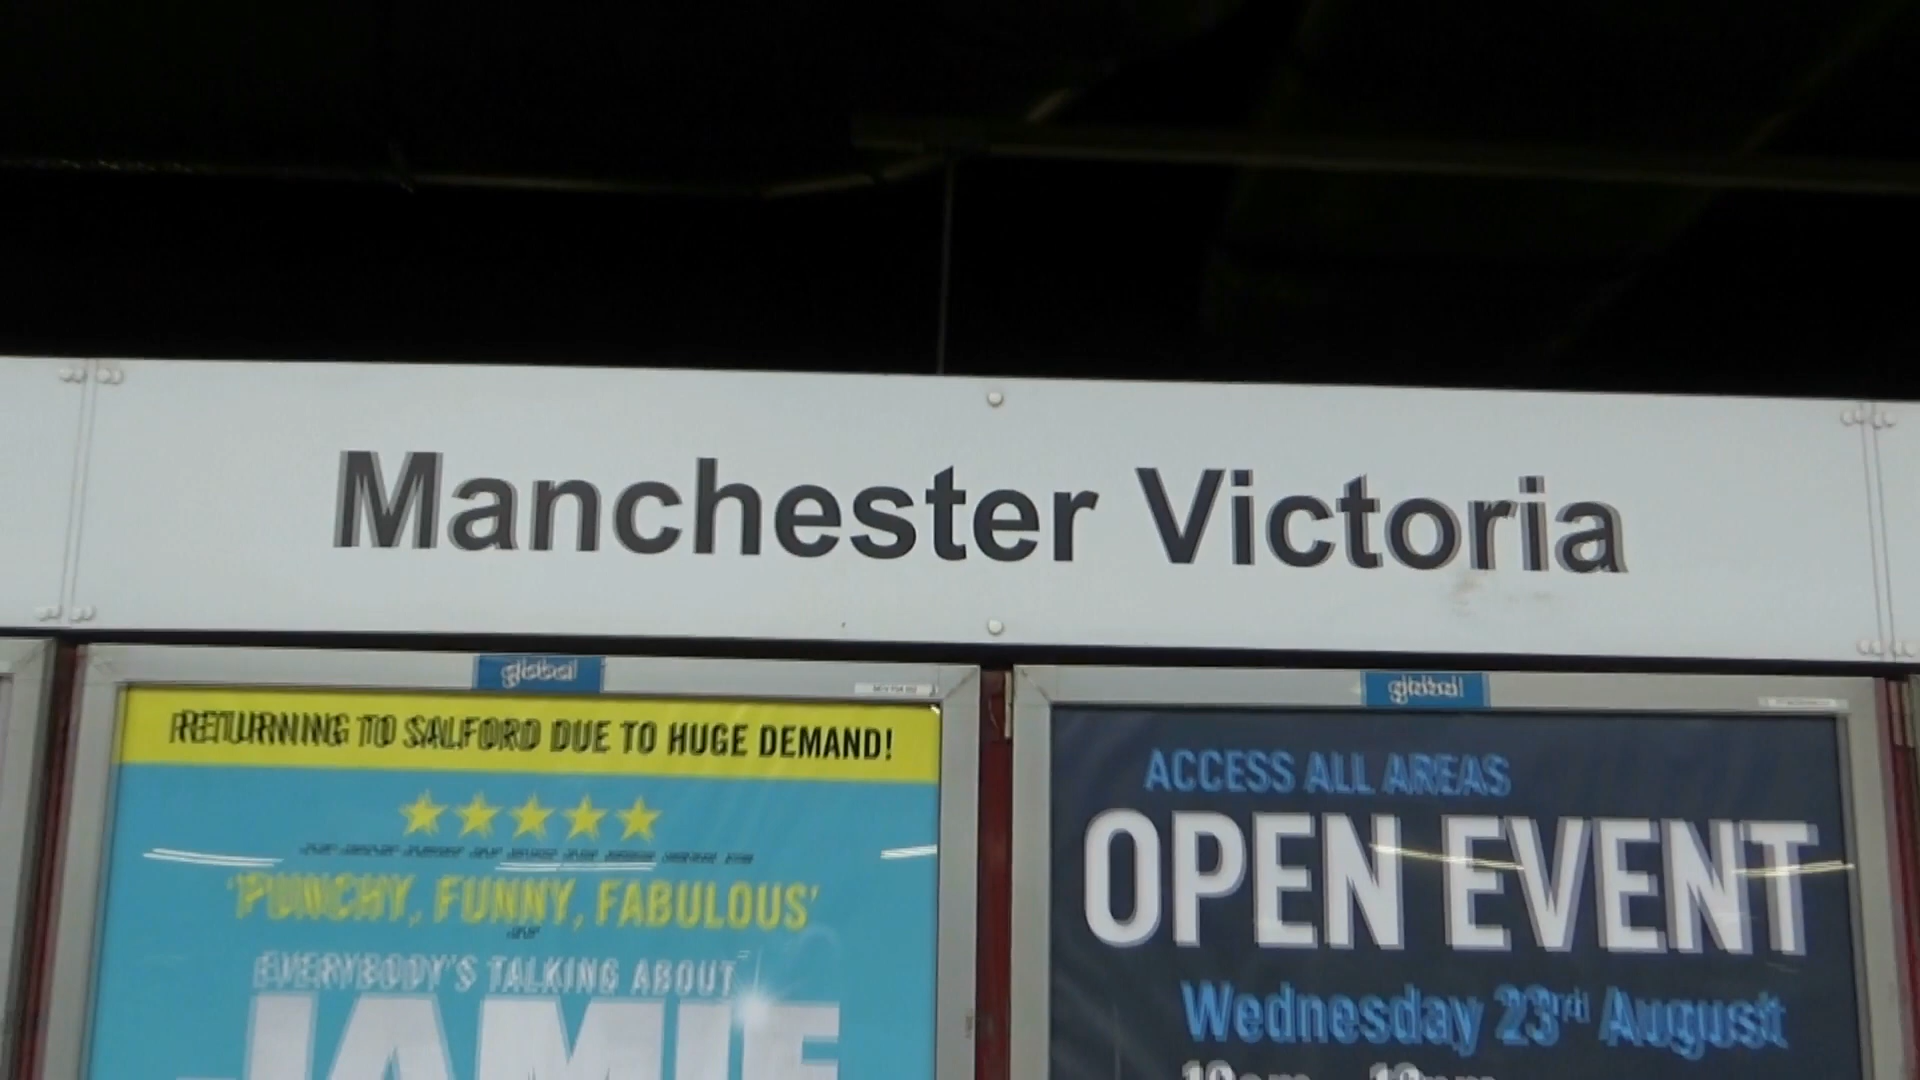 Manchester Victoria
global
RETURNING TO SALFORD DUE TO HUGE DEMAND!
'PUNCHY, FUNNY, FABULOUS'
EVERYBODY'S TALKING ABOUT
JAMIE
global
ACCESS ALL AREAS
OPEN EVENT
Wednesday 23rd August